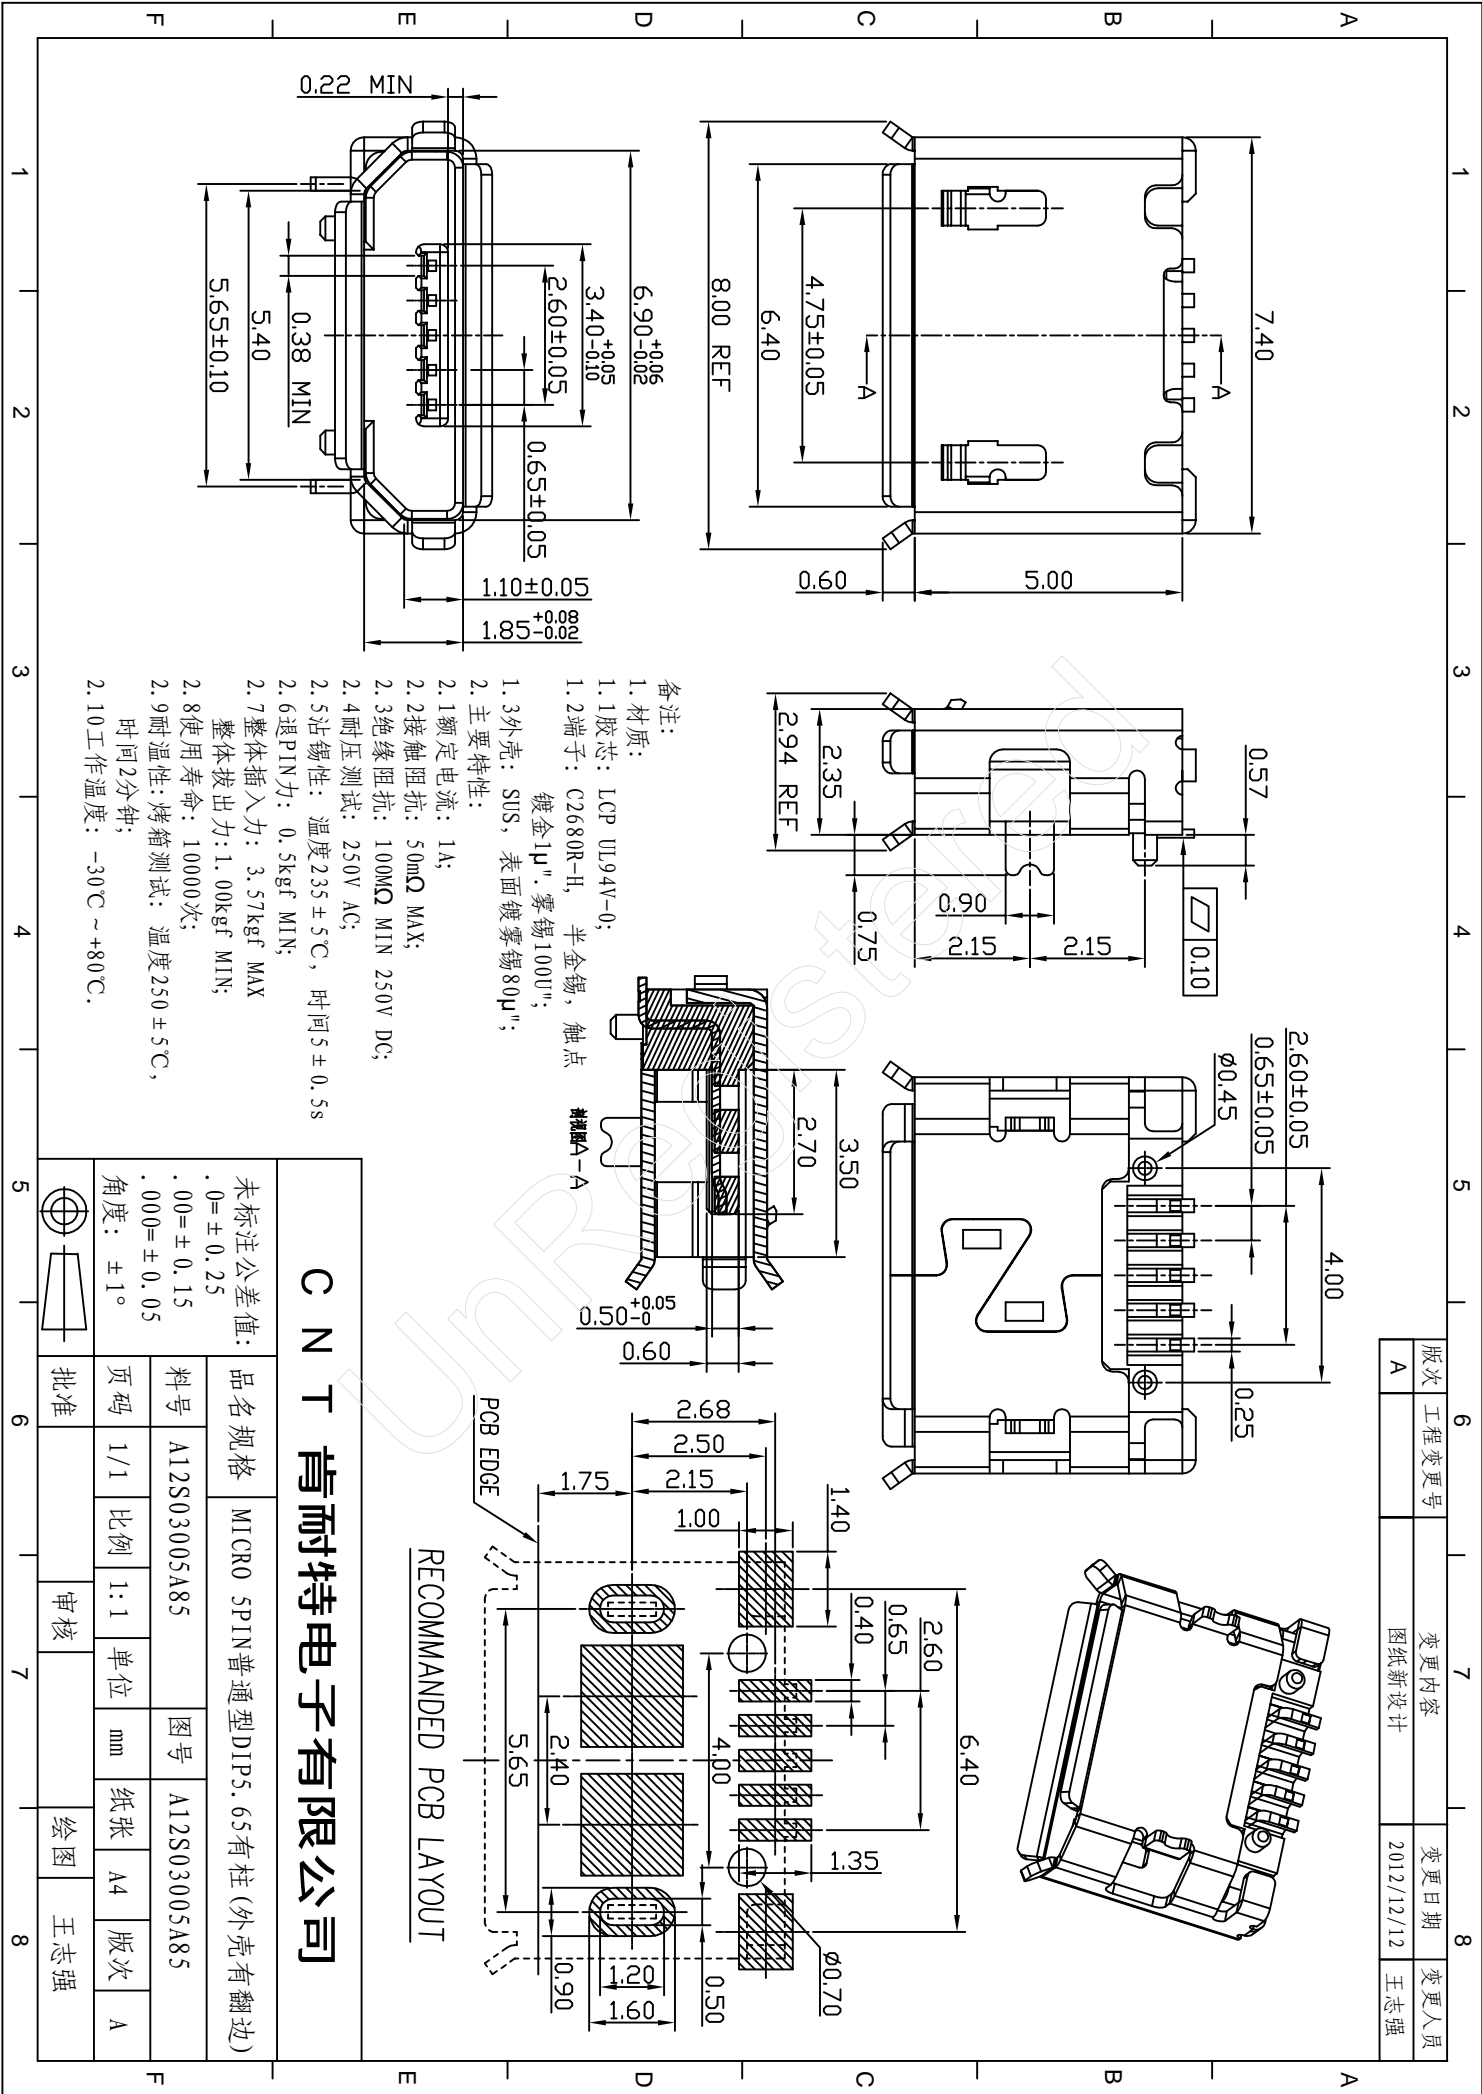 1 2 3 4 5 6 7 8
A B C D E F
A B C D E F
1 2 3 4 5 6 7 8
版次 工程变更号 变更内容 变更日期 变更人员
A 图纸新设计 2012/12/12 王志强
7.40
A A
4.75±0.05
6.40
8.00 REF
5.00
0.60
0.57
0.10
2.35
2.94 REF
0.75
0.90
2.15
2.15
4.00
2.60±0.05
0.65±0.05
Ø0.45
0.25
0.22 MIN
6.90+0.06-0.02
3.40+0.05-0.10
2.60±0.05
0.65±0.05
1.10±0.05
1.85+0.08-0.02
0.38 MIN
5.40
5.65±0.10
3.50
2.70
0.50+0.05-0
0.60
剖视图A-A
6.40
2.60
0.65
0.40
1.40
1.00
1.35
2.68
2.50
2.15
1.75
4.00
2.40
5.65
Ø0.70
0.50
1.20
1.60
0.90
PCB EDGE
RECOMMANDED PCB LAYOUT
备注:
1.材质:
1.1胶芯: LCP UL94V-0;
1.2端子: C2680R-H, 半金锡, 触点
镀金1μ".雾锡100U";
1.3外壳: SUS, 表面镀雾锡80μ";
2.主要特性:
2.1额定电流: 1A;
2.2接触阻抗: 50mΩ MAX;
2.3绝缘阻抗: 100MΩ MIN 250V DC;
2.4耐压测试: 250V AC;
2.5沾锡性: 温度235±5℃, 时间5±0.5s
2.6退PIN力: 0.5kgf MIN;
2.7整体插入力: 3.57kgf MAX
整体拔出力:1.00kgf MIN;
2.8使用寿命: 10000次;
2.9耐温性:烤箱测试: 温度250±5℃,
时间2分钟;
2.10工作温度: -30℃~+80℃.
UnRegistered
C N T 肯耐特电子有限公司
未标注公差值:
.0=±0.25
.00=±0.15
.000=±0.05
角度: ±1°
品名规格 MICRO 5PIN普通型DIP5.65有柱(外壳有翻边)
料号 A12S03005A85 图号 A12S03005A85
页码 1/1 比例 1:1 单位 mm 纸张 A4 版次 A
批准 审核 绘图 王志强